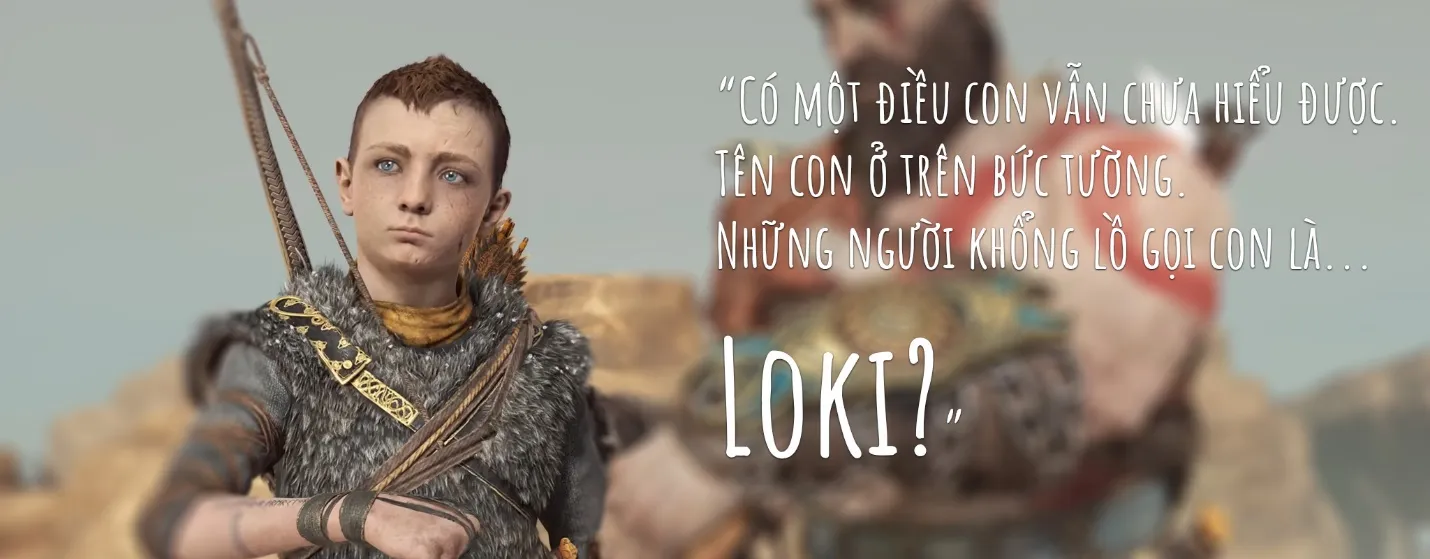 “Có một điều con vẫn chưa hiểu được.
Tên con ở trên bức tường.
Những người khổng lồ gọi con là...
Loki?”